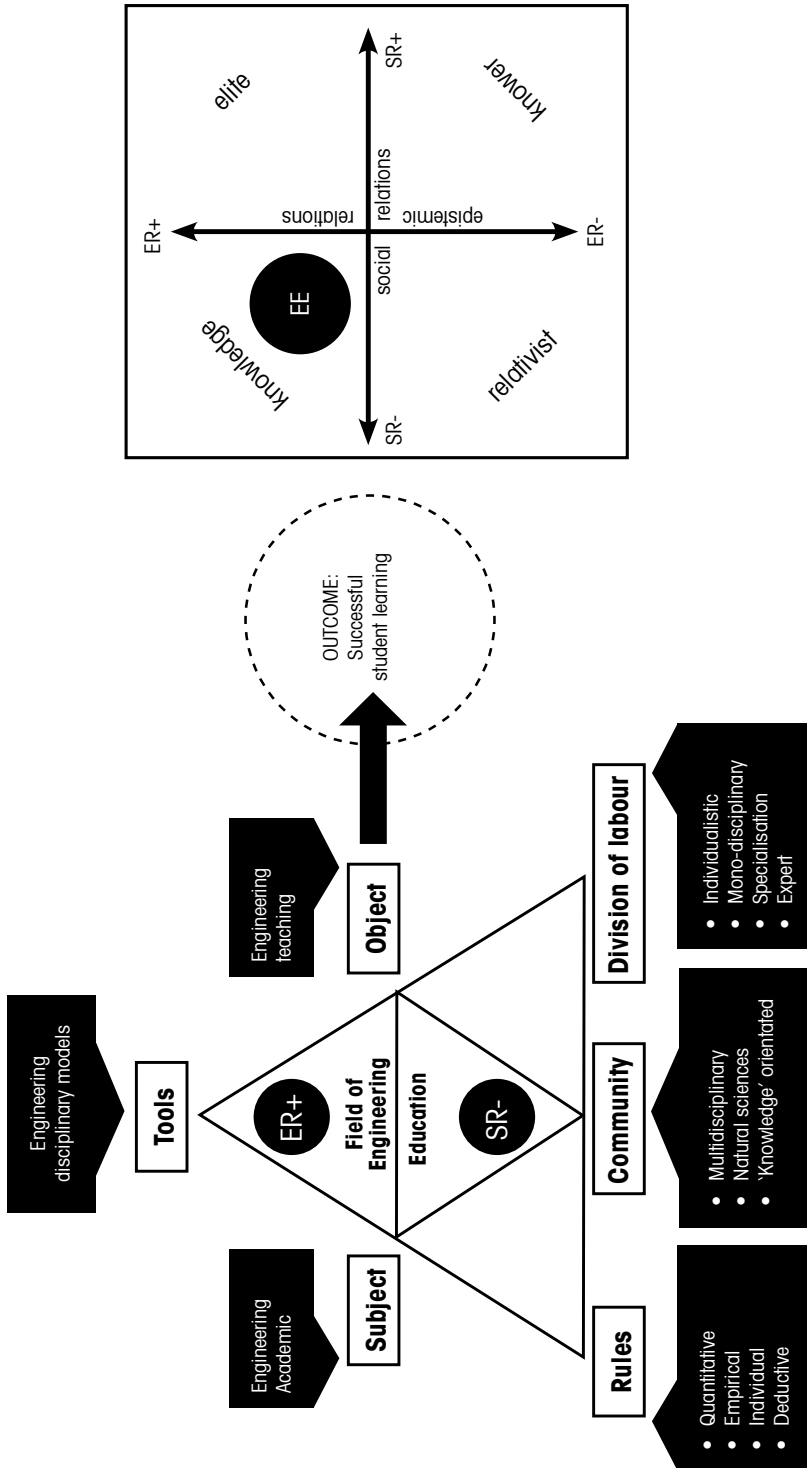 Engineering
disciplinary models
Tools
Engineering
Academic
Subject
Engineering
teaching
Object
ER+
Field of
Engineering
Education
SR-
Rules
• Quantitative
• Empirical
• Individual
• Deductive
Community
• Multidisciplinary
• Natural sciences
• ‘Knowledge’ orientated
Division of labour
• Individualistic
• Mono-disciplinary
• Specialisation
• Expert
OUTCOME:
Successful
student learning
ER+
knowledge
elite
EE
epistemic
relations
SR-
social
relations
SR+
relativist
knower
ER-